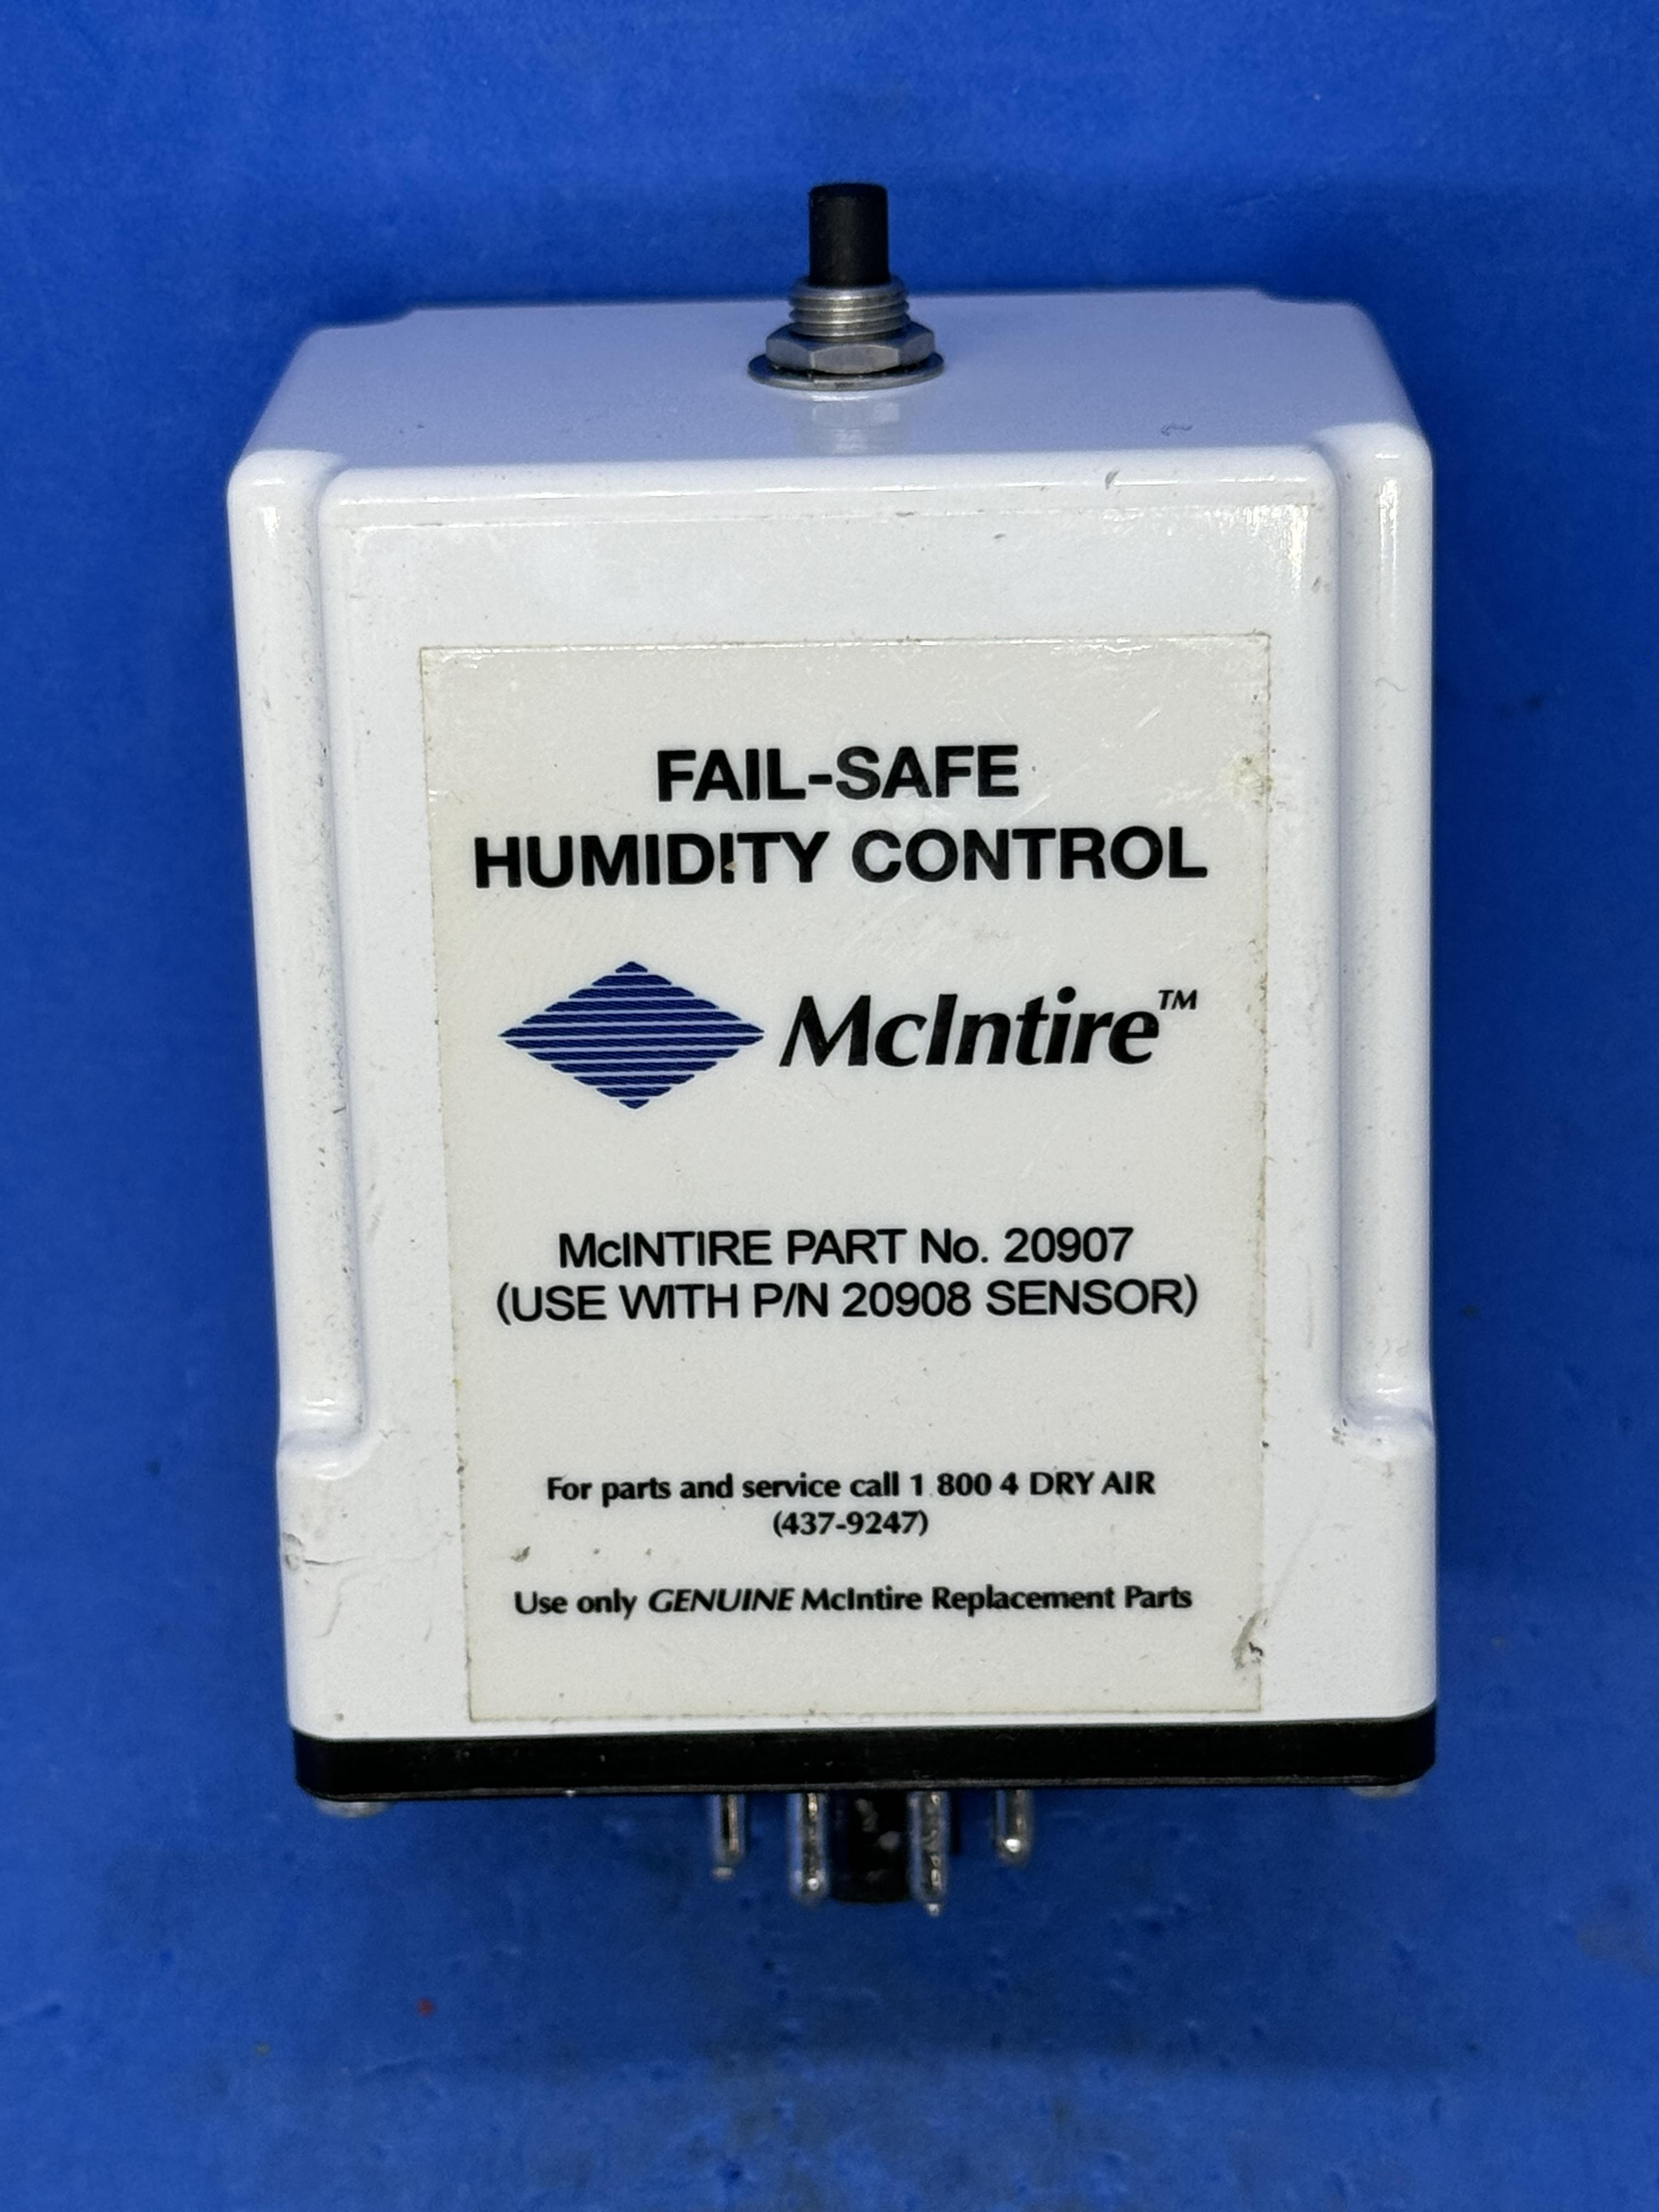 FAIL-SAFE
HUMIDITY CONTROL
McIntire™
McINTIRE PART No. 20907
(USE WITH P/N 20908 SENSOR)
For parts and service call 1 800 4 DRY AIR
(437-9247)
Use only GENUINE McIntire Replacement Parts